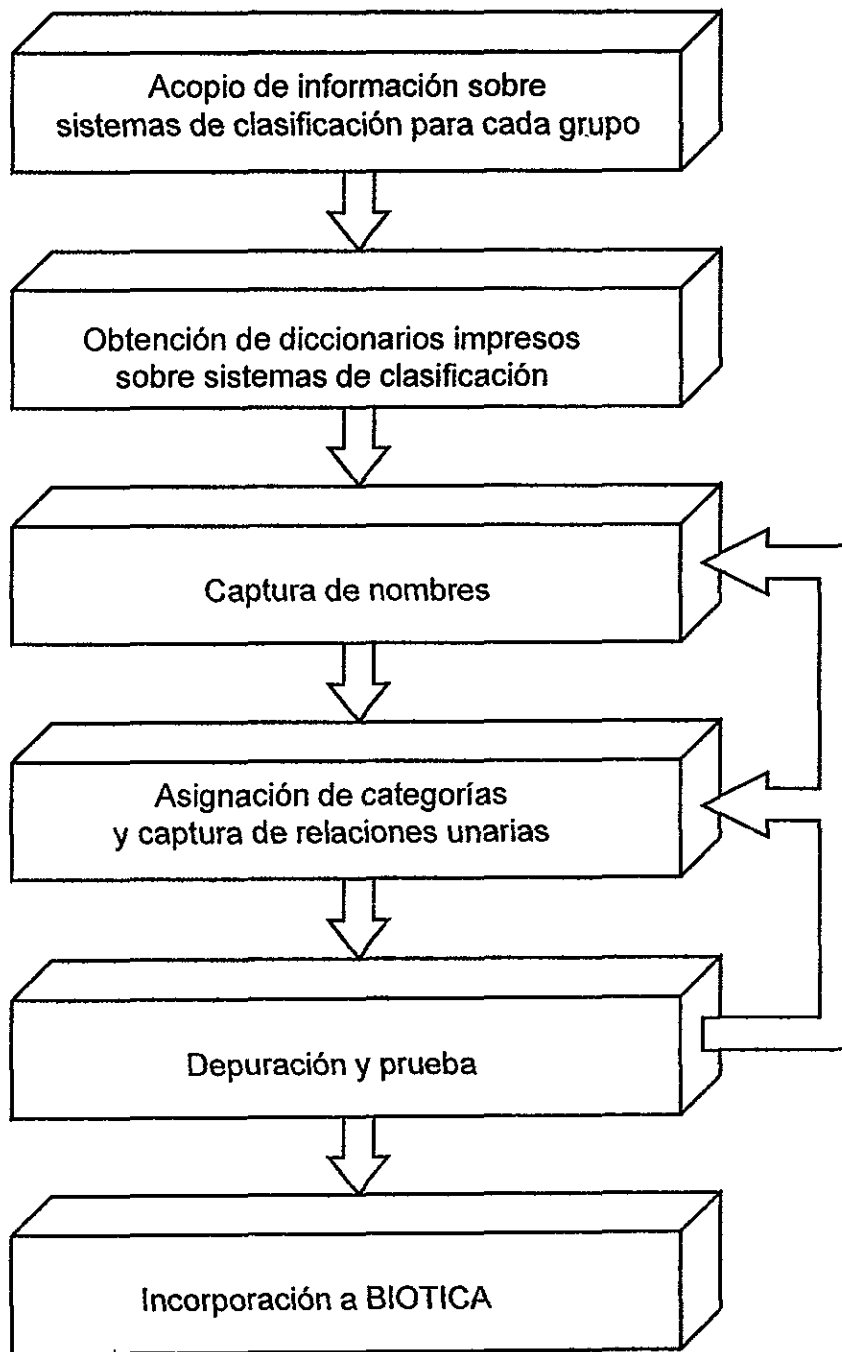 Acopio de información sobre
sistemas de clasificación para cada grupo
Obtención de diccionarios impresos
sobre sistemas de clasificación
Captura de nombres
Asignación de categorías
y captura de relaciones unarias
Depuración y prueba
Incorporación a BIOTICA